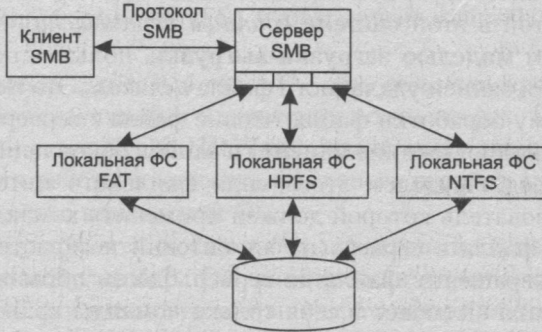 Протокол
SMB
Клиент
SMB
Сервер
SMB
Локальная ФС
FAT
Локальная ФС
HPFS
Локальная ФС
NTFS